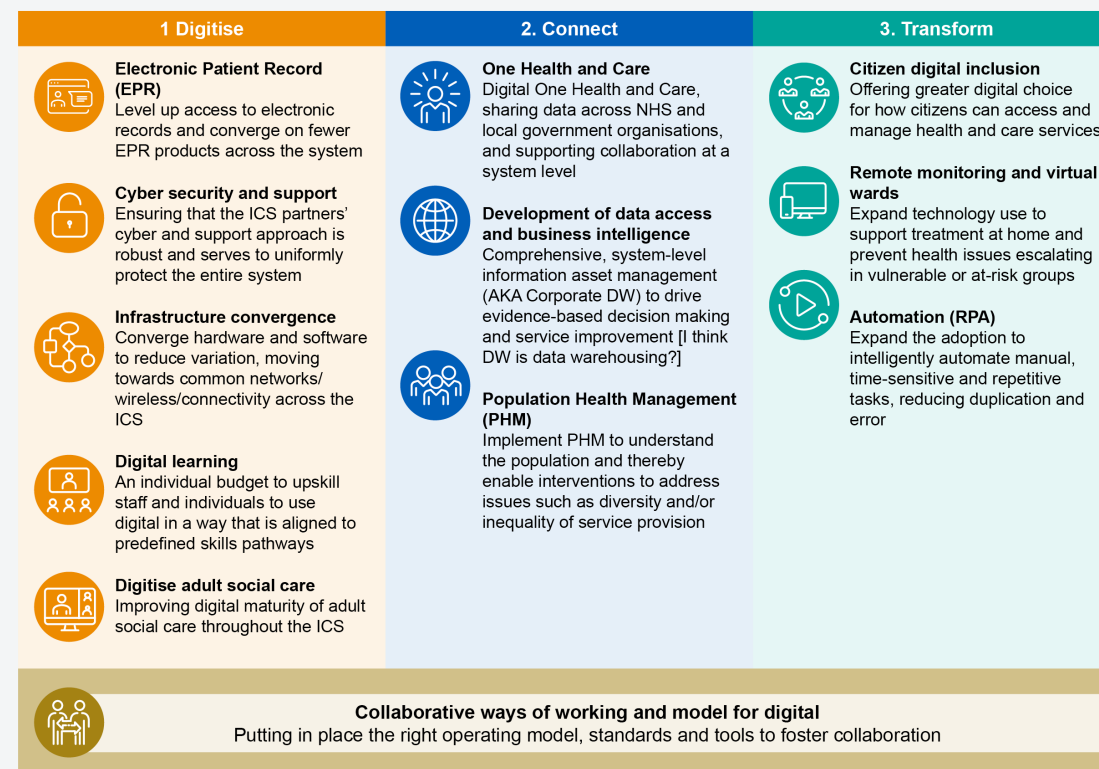 1 Digitise
Electronic Patient Record
(EPR)
Level up access to electronic
records and converge on fewer
EPR products across the system
Cyber security and support
Ensuring that the ICS partners’
cyber and support approach is
robust and serves to uniformly
protect the entire system
Infrastructure convergence
Converge hardware and software
to reduce variation, moving
towards common networks/
wireless/connectivity across the
ICS
Digital learning
An individual budget to upskill
staff and individuals to use
digital in a way that is aligned to
predefined skills pathways
Digitise adult social care
Improving digital maturity of adult
social care throughout the ICS
2. Connect
One Health and Care
Digital One Health and Care,
sharing data across NHS and
local government organisations,
and supporting collaboration at a
system level
Development of data access
and business intelligence
Comprehensive, system-level
information asset management
(AKA Corporate DW) to drive
evidence-based decision making
and service improvement [I think
DW is data warehousing?]
Population Health Management
(PHM)
Implement PHM to understand
the population and thereby
enable interventions to address
issues such as diversity and/or
inequality of service provision
3. Transform
Citizen digital inclusion
Offering greater digital choice
for how citizens can access and
manage health and care services
Remote monitoring and virtual
wards
Expand technology use to
support treatment at home and
prevent health issues escalating
in vulnerable or at-risk groups
Automation (RPA)
Expand the adoption to
intelligently automate manual,
time-sensitive and repetitive
tasks, reducing duplication and
error
Collaborative ways of working and model for digital
Putting in place the right operating model, standards and tools to foster collaboration